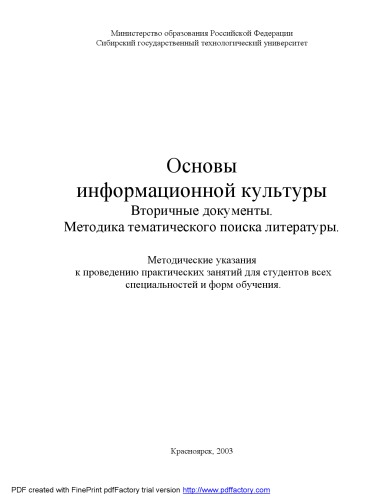 Министерство образования Российской Федерации
Сибирский государственный технологический университет
Основы
информационной культуры
Вторичные документы.
Методика тематического поиска литературы.
Методические указания
к проведению практических занятий для студентов всех
специальностей и форм обучения.
Красноярск, 2003
PDF created with FinePrint pdfFactory trial version http://www.pdffactory.com